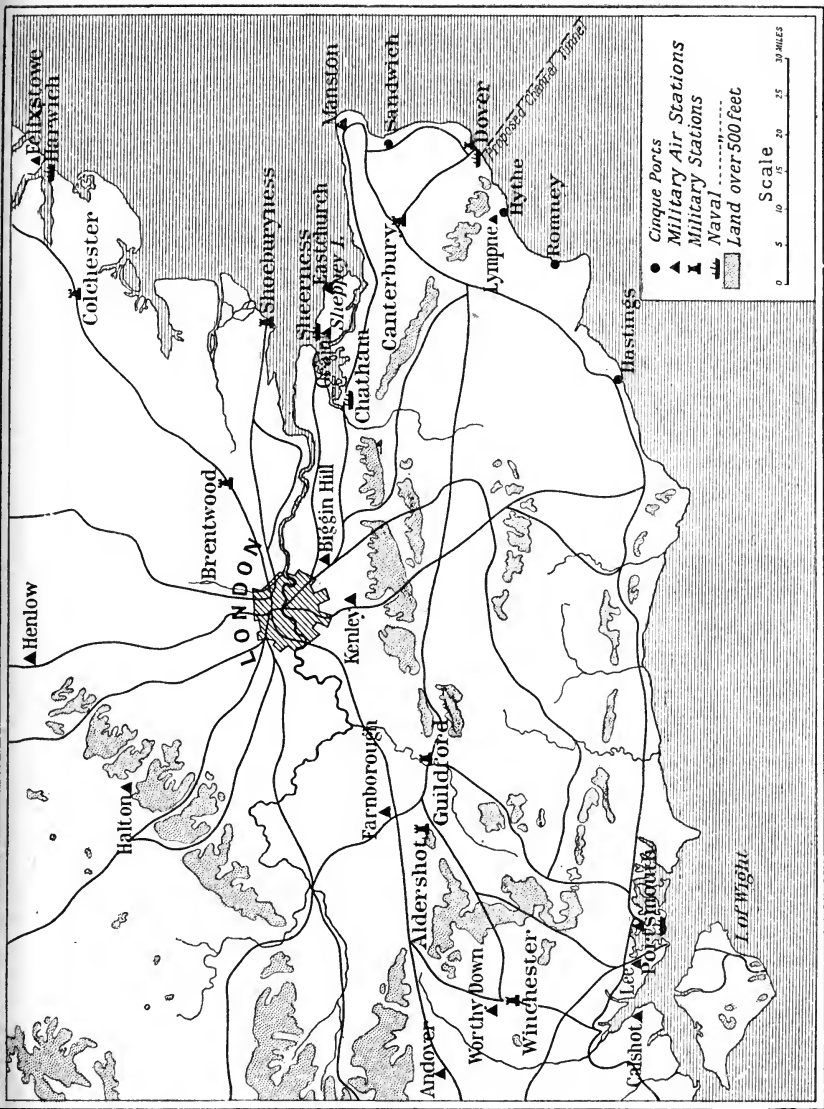 Felixstowe
Harwich
Colchester
Henlow
Brentwood
LONDON
Halton
Shoeburyness
Sheerness
Eastchurch
Grain
Sheppey I.
Chatham
Manston
Sandwich
Canterbury
Dover
Proposed Channel Tunnel
Lympne
Hythe
Romney
Hastings
Biggin Hill
Kenley
Farnborough
Guildford
Aldershot
Andover
Worthy Down
Winchester
Lee
Portsmouth
Calshot
I. of Wight
Cinque Ports
Military Air Stations
Military Stations
Naval ...... " ......
Land over 500 feet
Scale
0 5 10 15 20 25 30 MILES